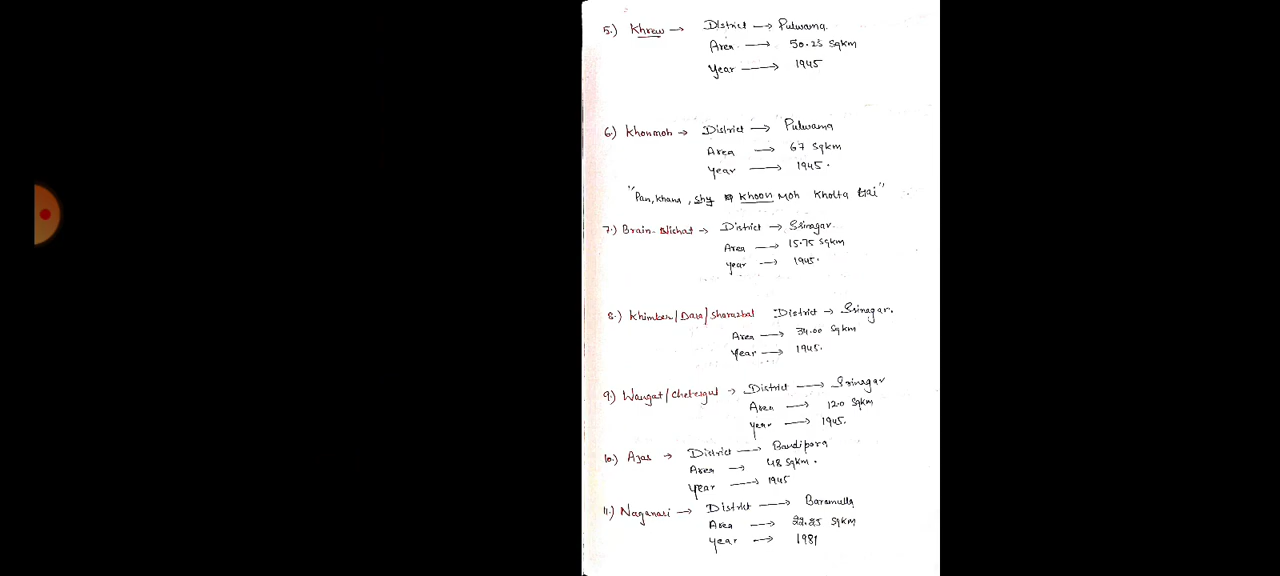 5.) Khrew → District → Pulwama.
Area → 50.25 Sqkm
Year → 1945
6.) Khonmoh → District → Pulwama
Area → 67 Sqkm
Year → 1945.
"Pan, Khana, Shy Khoon Moh Kholta Hai"
7.) Brain-Nishat → District → Srinagar.
Area → 15.75 Sqkm
Year → 1945.
8.) Khimber/Dara/Sharazbal District → Srinagar.
Area → 34.00 Sqkm
Year → 1945.
9.) Wangat/Chetergul → District → Srinagar
Area → 12.0 Sqkm
Year → 1945.
10.) Ajas → District → Bandipora
Area → 48 Sqkm.
Year → 1945
11.) Naganari → District → Baramulla
Area → 22.25 Sqkm
Year → 1981